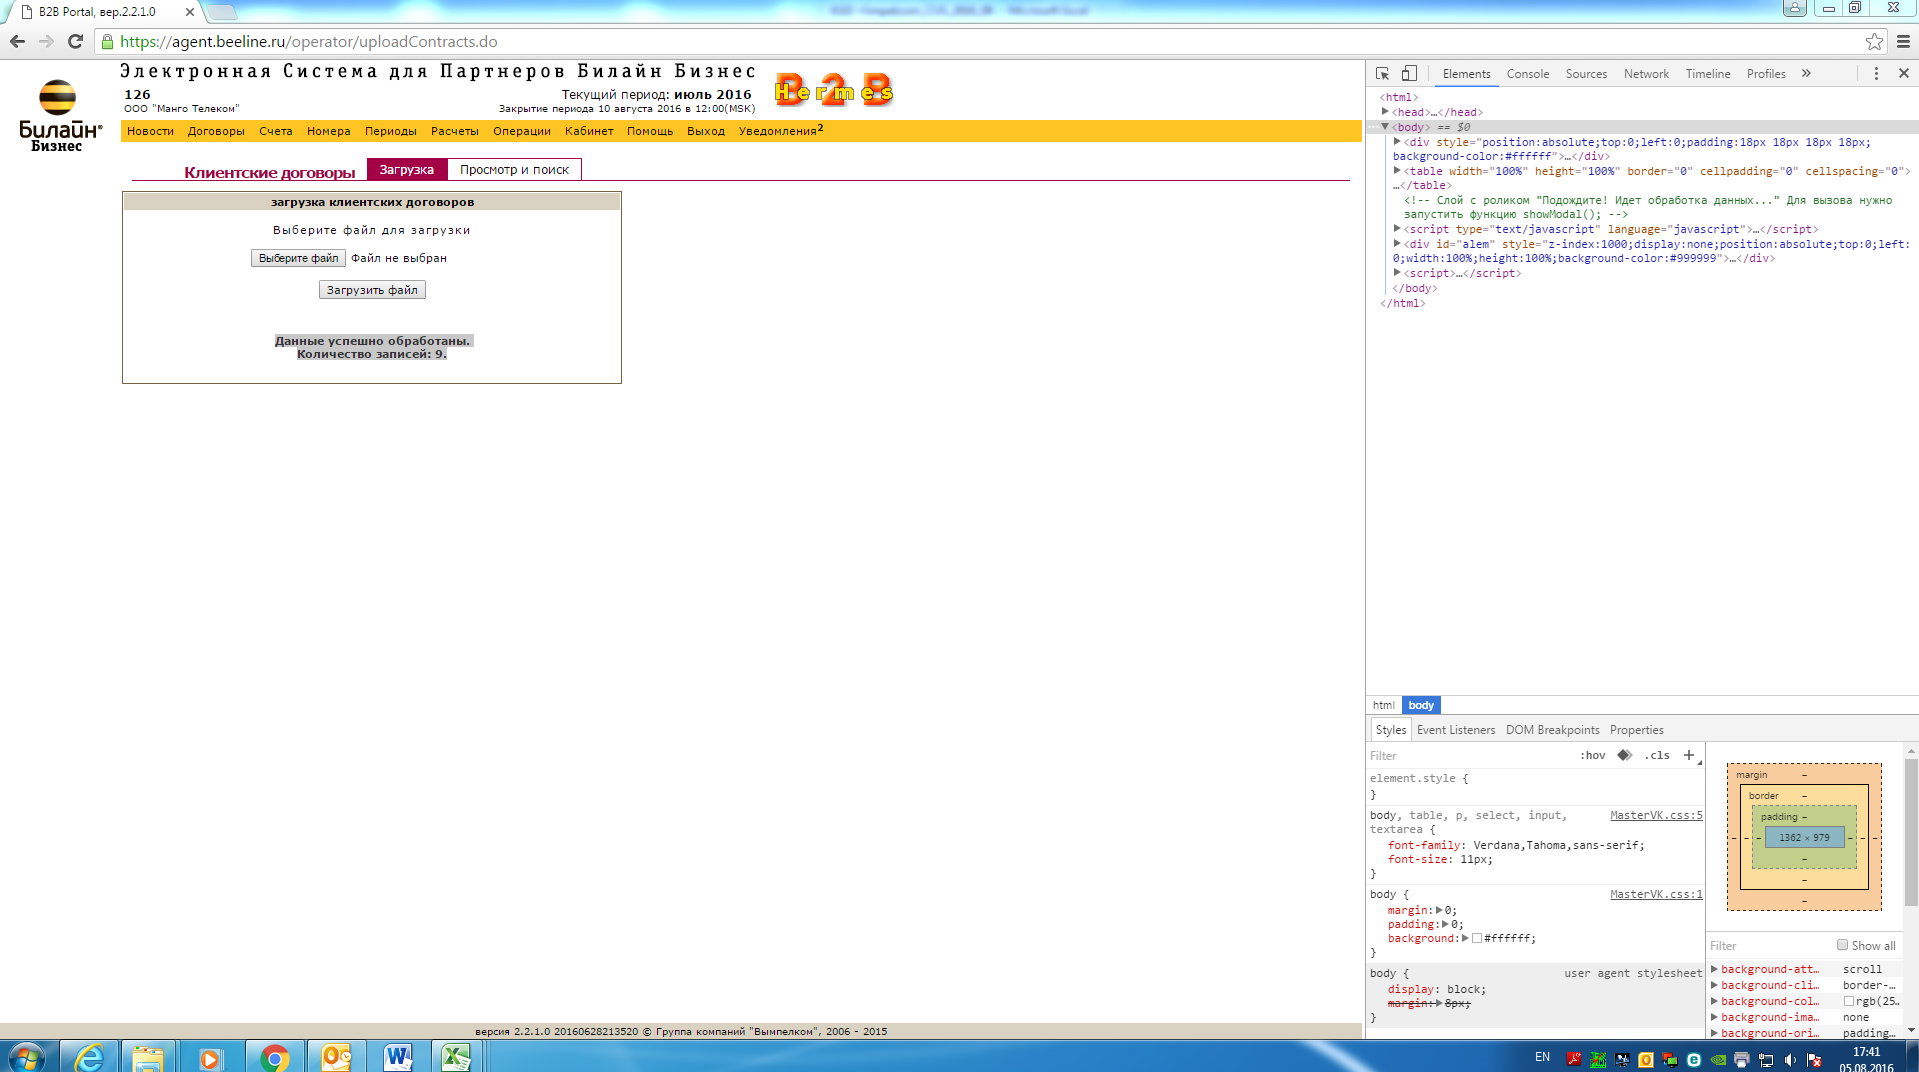 B2B Portal, вер.2.2.1.0
https://agent.beeline.ru/operator/uploadContracts.do
Электронная Система для Партнеров Билайн Бизнес
B2B
Hermes
126
Текущий период: июль 2016
ООО "Манго Телеком"
Закрытие периода 10 августа 2016 в 12:00(MSK)
Билайн®
Бизнес
Новости Договоры Счета Номера Периоды Расчеты Операции Кабинет Помощь Выход Уведомления2
Клиентские договоры Загрузка Просмотр и поиск
загрузка клиентских договоров
Выберите файл для загрузки
Выберите файл Файл не выбран
Загрузить файл
Данные успешно обработаны.
Количество записей: 9.
версия 2.2.1.0 20160628213520 © Группа компаний "Вымпелком", 2006 - 2015
Elements Console Sources Network Timeline Profiles »
<html>
<head>…</head>
<body> == $0
<div style="position:absolute;top:0;left:0;padding:18px 18px 18px 18px;
background-color:#ffffff">…</div>
<table width="100%" height="100%" border="0" cellpadding="0" cellspacing="0">
…</table>
<!-- Слой с роликом "Подождите! Идет обработка данных..." Для вызова нужно
запустить функцию showModal(); -->
<script type="text/javascript" language="javascript">…</script>
<div id="alem" style="z-index:1000;display:none;position:absolute;top:0;left:
0;width:100%;height:100%;background-color:#999999">…</div>
<script>…</script>
</body>
</html>
html body
Styles Event Listeners DOM Breakpoints Properties
Filter :hov .cls +
element.style {
}
body, table, p, select, input, MasterVK.css:5
textarea {
font-family: Verdana,Tahoma,sans-serif;
font-size: 11px;
}
body { MasterVK.css:1
margin: 0;
padding: 0;
background: #ffffff;
}
body { user agent stylesheet
display: block;
margin: 8px;
}
margin –
border –
padding –
– – – 1362 × 979 – – –
–
–
–
Filter Show all
background-att… scroll
background-cli… border-…
background-col… rgb(25…
background-ima… none
background-ori… padding…
EN
17:41
05.08.2016